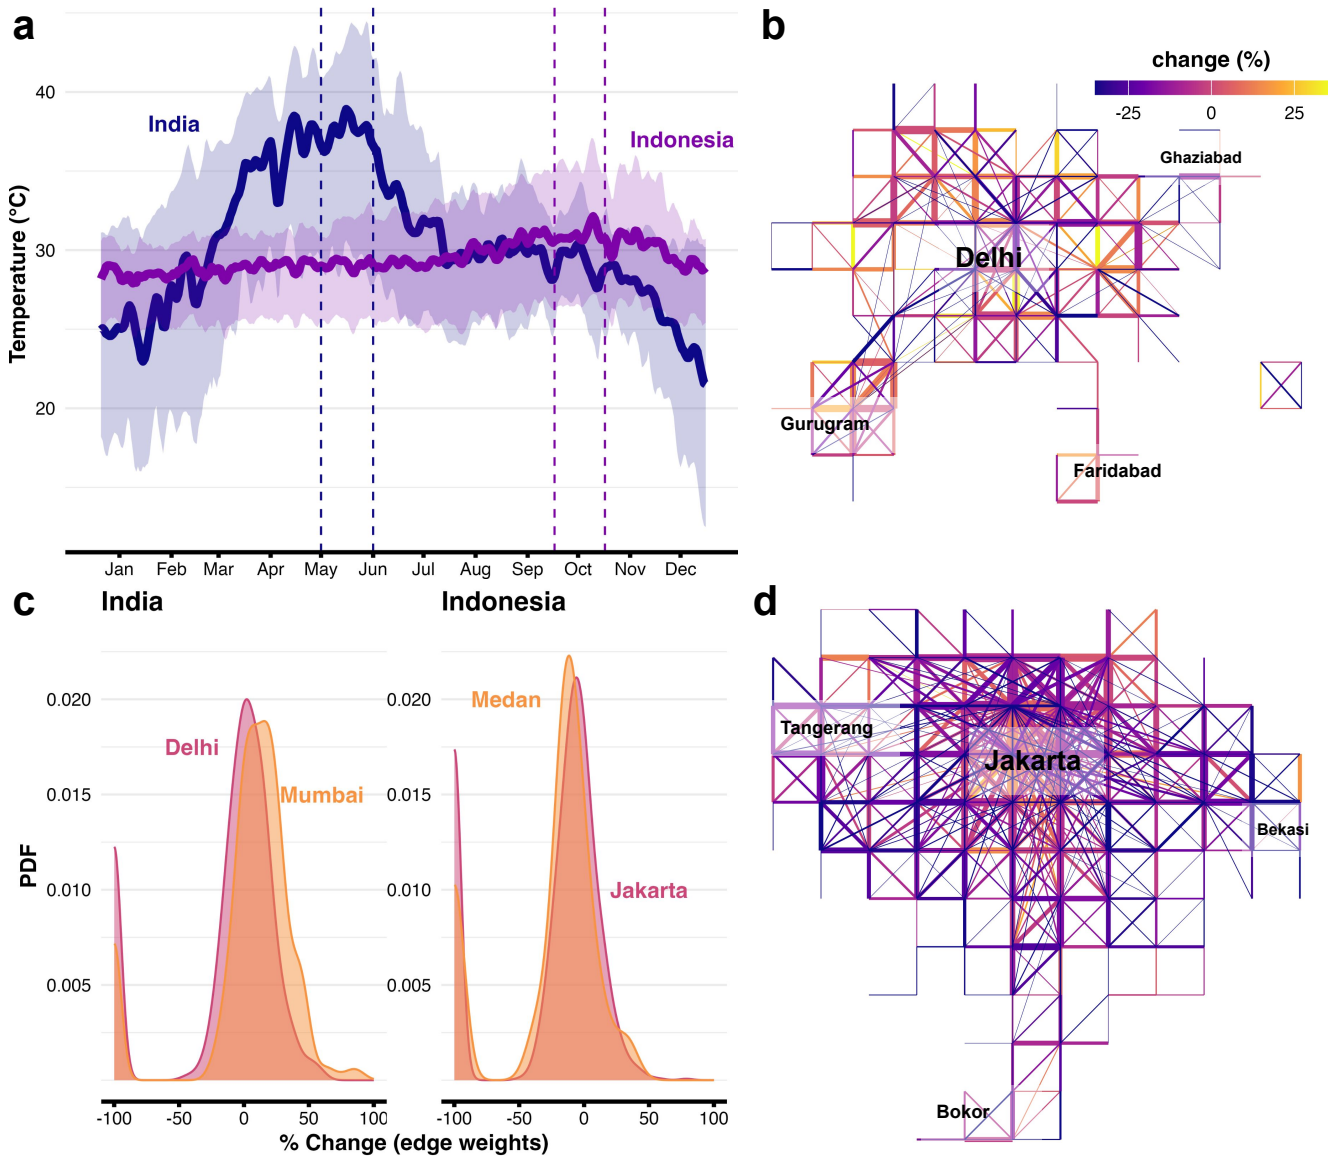 a
India
Indonesia
Temperature (°C)
40
30
20
Jan Feb Mar Apr May Jun Jul Aug Sep Oct Nov Dec
b
change (%)
-25 0 25
Ghaziabad
Delhi
Gurugram
Faridabad
c
India
Indonesia
PDF
0.020
0.015
0.010
0.005
Delhi
Mumbai
-100 -50 0 50 100
0.020
0.015
0.010
0.005
Medan
Jakarta
-100 -50 0 50 100
% Change (edge weights)
d
Tangerang
Jakarta
Bekasi
Bokor